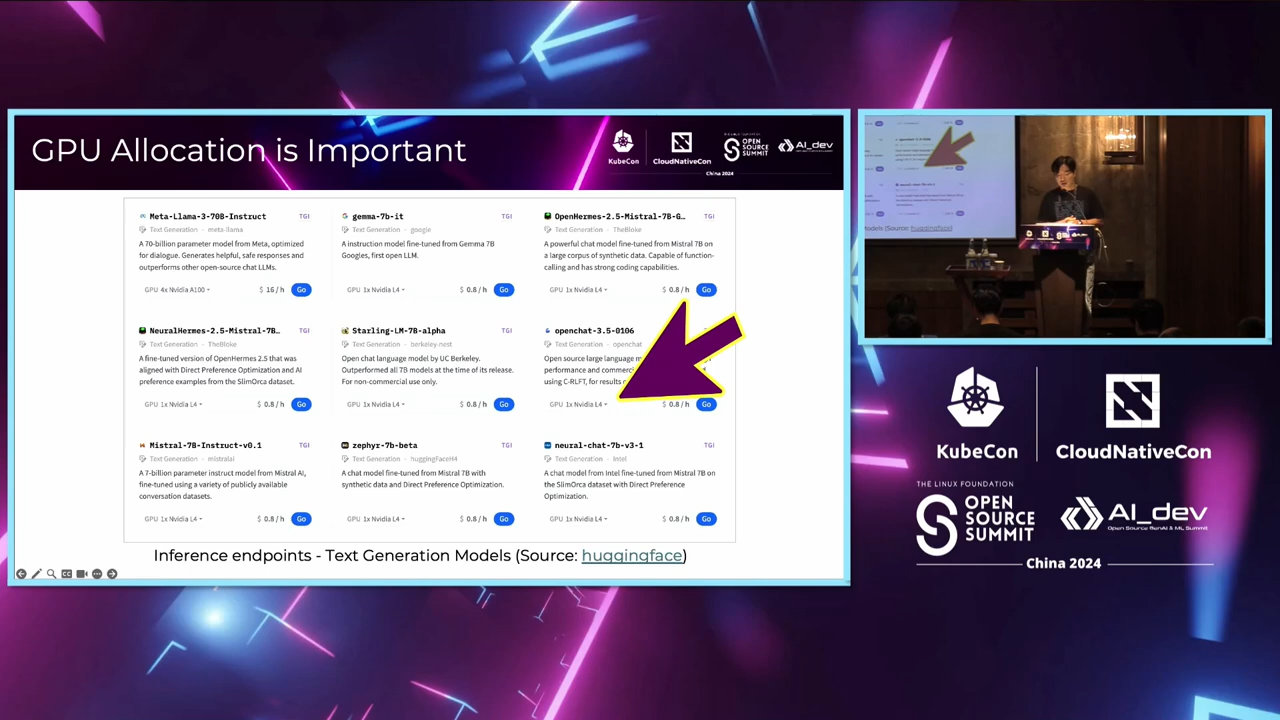 GPU Allocation is Important
KubeCon
CloudNativeCon
OPEN
SOURCE
SUMMIT
AI_dev
China 2024
Meta-Llama-3-70B-Instruct TGI
Text Generation - meta-llama
A 70-billion parameter model from Meta, optimized
for dialogue. Generates helpful, safe responses and
outperforms other open-source chat LLMs.
GPU 4x Nvidia A100
$ 16 / h Go
gemma-7b-it TGI
Text Generation - google
A instruction model fine-tuned from Gemma 7B
Googles, first open LLM.
GPU 1x Nvidia L4
$ 0.8 / h Go
OpenHermes-2.5-Mistral-7B-G… TGI
Text Generation - TheBloke
A powerful chat model fine-tuned from Mistral 7B on
a large corpus of synthetic data. Capable of function-
calling and has strong coding capabilities.
GPU 1x Nvidia L4
$ 0.8 / h Go
NeuralHermes-2.5-Mistral-7B… TGI
Text Generation - TheBloke
A fine-tuned version of OpenHermes 2.5 that was
aligned with Direct Preference Optimization and AI
preference examples from the SlimOrca dataset.
GPU 1x Nvidia L4
$ 0.8 / h Go
Starling-LM-7B-alpha TGI
Text Generation - berkeley-nest
Open chat language model by UC Berkeley.
Outperformed all 7B models at the time of its release.
For non-commercial use only.
GPU 1x Nvidia L4
$ 0.8 / h Go
openchat-3.5-0106
Text Generation - openchat
Open source large language
performance and commerci
using C-RLFT, for results
GPU 1x Nvidia L4
$ 0.8 / h Go
Mistral-7B-Instruct-v0.1 TGI
Text Generation - mistralai
A 7-billion parameter instruct model from Mistral AI,
fine-tuned using a variety of publicly available
conversation datasets.
GPU 1x Nvidia L4
$ 0.8 / h Go
zephyr-7b-beta TGI
Text Generation - huggingFaceH4
A chat model fine-tuned from Mistral 7B with
synthetic data and Direct Preference Optimization.
GPU 1x Nvidia L4
$ 0.8 / h Go
neural-chat-7b-v3-1 TGI
Text Generation - Intel
A chat model from Intel fine-tuned from Mistral 7B on
the SlimOrca dataset with Direct Preference
Optimization.
GPU 1x Nvidia L4
$ 0.8 / h Go
Inference endpoints - Text Generation Models (Source: huggingface)
CC
odels (Source: huggingface)
KubeCon
CloudNativeCon
THE LINUX FOUNDATION
OPEN
SOURCE
SUMMIT
AI_dev
Open Source GenAI & ML Summit
China 2024